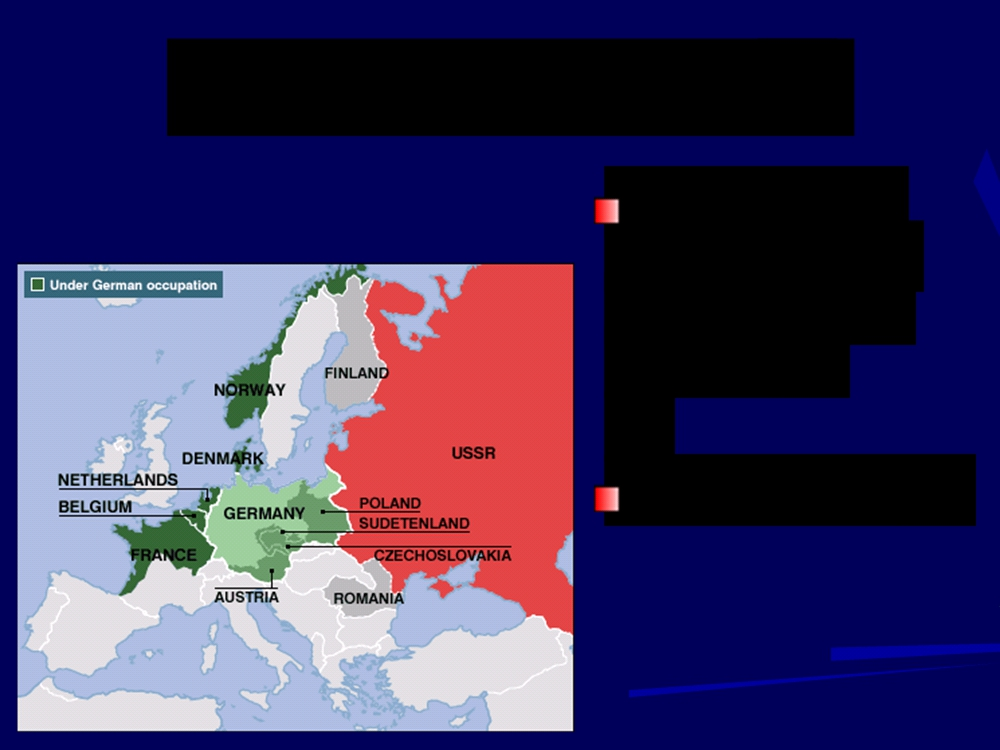 Under German occupation
FINLAND
NORWAY
USSR
DENMARK
NETHERLANDS
BELGIUM
GERMANY
POLAND
SUDETENLAND
FRANCE
CZECHOSLOVAKIA
AUSTRIA
ROMANIA